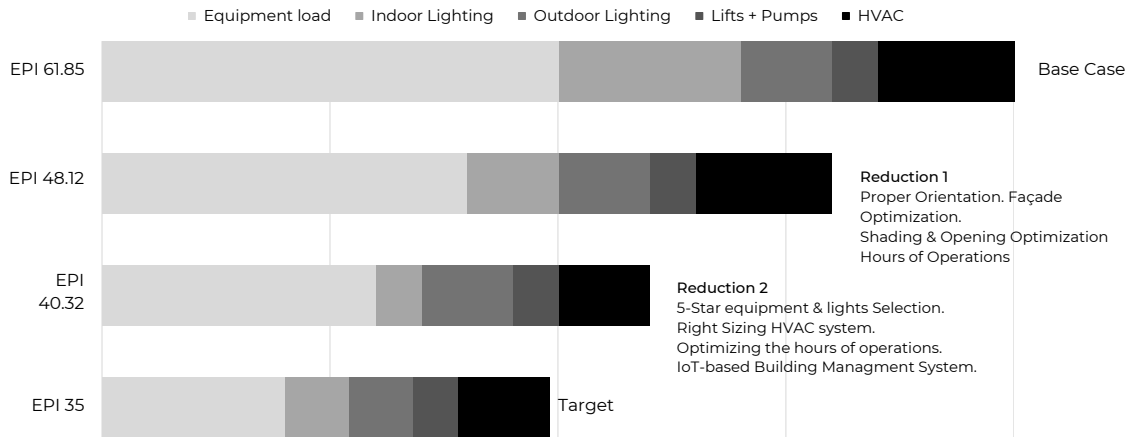 Equipment load Indoor Lighting Outdoor Lighting Lifts + Pumps HVAC
EPI 61.85
Base Case
EPI 48.12
Reduction 1
Proper Orientation. Façade
Optimization.
Shading & Opening Optimization
Hours of Operations
EPI
40.32
Reduction 2
5-Star equipment & lights Selection.
Right Sizing HVAC system.
Optimizing the hours of operations.
IoT-based Building Managment System.
EPI 35
Target